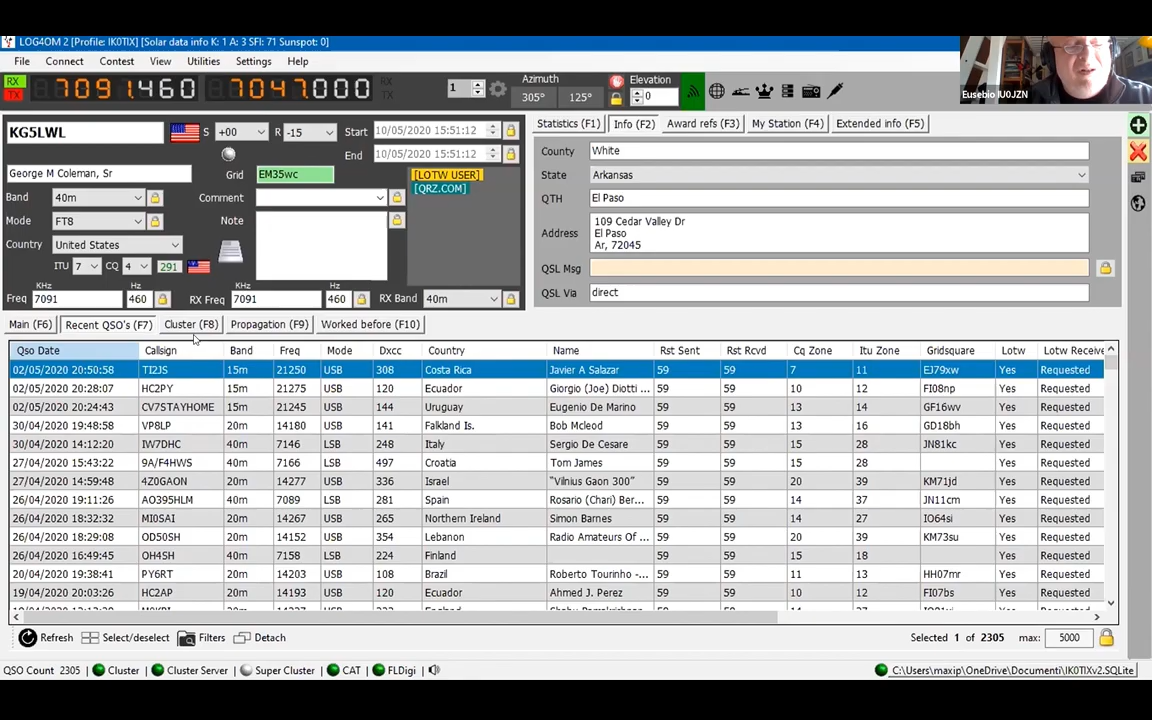 LOG4OM 2 [Profile: IK0TIX] [Solar data info K: 1 A: 3 SFI: 71 Sunspot: 0]
File Connect Contest View Utilities Settings Help
RX TX 7091.460 7047.000 RX TX 1 Azimuth 305° 125° Elevation 0
Eusebio IU0JZN
KG5LWL S +00 R -15 Start 10/05/2020 15:51:12
End 10/05/2020 15:51:12
George M Coleman, Sr Grid EM35wc [LOTW USER]
[QRZ.COM]
Band 40m Comment
Mode FT8 Note
Country United States
ITU 7 CQ 4 291
KHz Hz KHz Hz
Freq 7091 460 RX Freq 7091 460 RX Band 40m
Statistics (F1) Info (F2) Award refs (F3) My Station (F4) Extended info (F5)
County White
State Arkansas
QTH El Paso
Address 109 Cedar Valley Dr
El Paso
Ar, 72045
QSL Msg
QSL Via direct
Main (F6) Recent QSO's (F7) Cluster (F8) Propagation (F9) Worked before (F10)
Qso Date Callsign Band Freq Mode Dxcc Country Name Rst Sent Rst Rcvd Cq Zone Itu Zone Gridsquare Lotw Lotw Receive
02/05/2020 20:50:58 TI2JS 15m 21250 USB 308 Costa Rica Javier A Salazar 59 59 7 11 EJ79xw Yes Requested
02/05/2020 20:28:07 HC2PY 15m 21275 USB 120 Ecuador Giorgio (Joe) Diotti ... 59 59 10 12 FI08np Yes Requested
02/05/2020 20:24:43 CV7STAYHOME 15m 21245 USB 144 Uruguay Eugenio De Marino 59 59 13 14 GF16wv Yes Requested
30/04/2020 19:48:58 VP8LP 20m 14180 USB 141 Falkland Is. Bob Mcleod 59 59 13 16 GD18bh Yes Requested
30/04/2020 14:12:20 IW7DHC 40m 7146 LSB 248 Italy Sergio De Cesare 59 59 15 28 JN81kc Yes Requested
27/04/2020 15:43:22 9A/F4HWS 40m 7166 LSB 497 Croatia Tom James 59 59 15 28 Yes Requested
27/04/2020 14:59:48 4Z0GAON 20m 14277 USB 336 Israel "Vilnius Gaon 300" 59 59 20 39 KM71jd Yes Requested
26/04/2020 19:11:26 AO395HLM 40m 7089 LSB 281 Spain Rosario (Chari) Ber... 59 59 14 37 JN11cm Yes Requested
26/04/2020 18:32:32 MI0SAI 20m 14267 USB 265 Northern Ireland Simon Barnes 59 59 14 27 IO64si Yes Requested
26/04/2020 18:29:08 OD50SH 20m 14152 USB 354 Lebanon Radio Amateurs Of ... 59 59 20 39 KM73su Yes Requested
26/04/2020 16:49:45 OH4SH 40m 7158 LSB 224 Finland 59 59 15 18 Yes Requested
20/04/2020 19:38:41 PY6RT 20m 14203 USB 108 Brazil Roberto Tourinho -... 59 59 11 13 HH07mr Yes Requested
19/04/2020 20:03:26 HC2AP 20m 14193 USB 120 Ecuador Ahmed J. Perez 59 59 10 12 FI07bs Yes Requested
Refresh Select/deselect Filters Detach Selected 1 of 2305 max: 5000
QSO Count 2305 Cluster Cluster Server Super Cluster CAT FLDigi C:\Users\maxip\OneDrive\Documenti\IK0TIXv2.SQLite